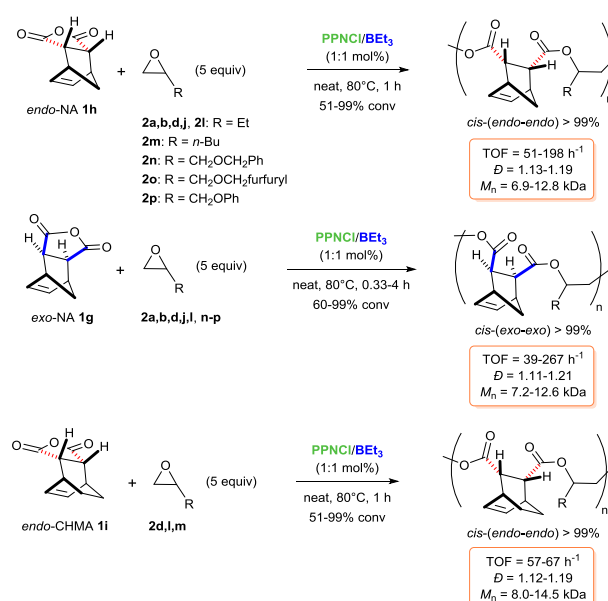 O O O H H
endo-NA 1h
+
O
R
(5 equiv)
2a,b,d,j, 2l: R = Et
2m: R = n-Bu
2n: R = CH2OCH2Ph
2o: R = CH2OCH2furfuryl
2p: R = CH2OPh
PPNCl/BEt3
(1:1 mol%)
neat, 80°C, 1 h
51-99% conv
O O H O O H R n
cis-(endo-endo) > 99%
TOF = 51-198 h-1
Đ = 1.13-1.19
Mn = 6.9-12.8 kDa
O O O H H
exo-NA 1g
+
O
R
(5 equiv)
2a,b,d,j,l, n-p
PPNCl/BEt3
(1:1 mol%)
neat, 80°C, 0.33-4 h
60-99% conv
O O H H O O R n
cis-(exo-exo) > 99%
TOF = 39-267 h-1
Đ = 1.11-1.21
Mn = 7.2-12.6 kDa
O O O H H
endo-CHMA 1i
+
O
R
(5 equiv)
2d,l,m
PPNCl/BEt3
(1:1 mol%)
neat, 80°C, 1 h
51-99% conv
O O H O O H R n
cis-(endo-endo) > 99%
TOF = 57-67 h-1
Đ = 1.12-1.19
Mn = 8.0-14.5 kDa